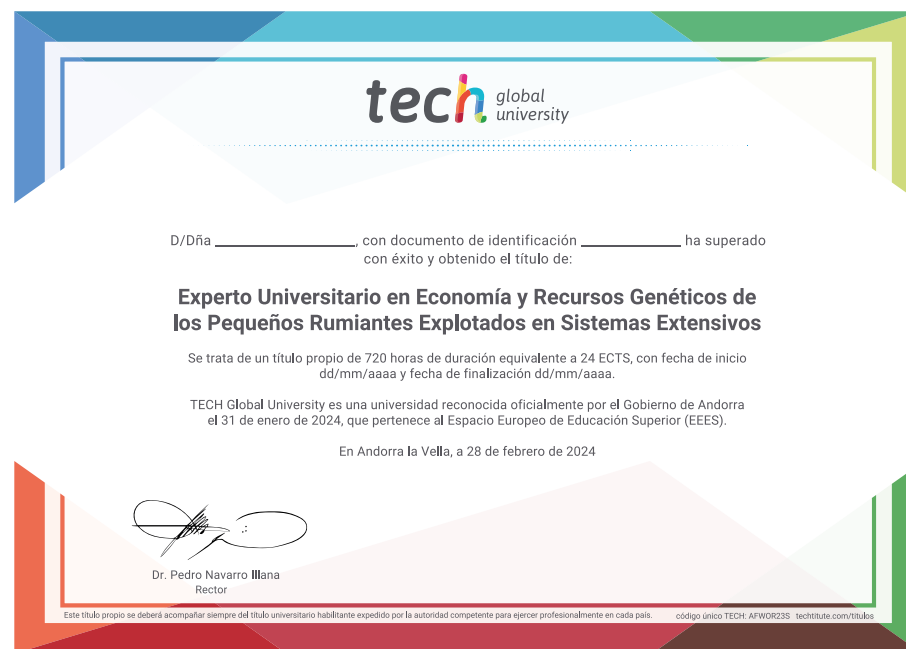 tech global university
D/Dña ________________, con documento de identificación ____________ ha superado
con éxito y obtenido el título de:
Experto Universitario en Economía y Recursos Genéticos de
los Pequeños Rumiantes Explotados en Sistemas Extensivos
Se trata de un título propio de 720 horas de duración equivalente a 24 ECTS, con fecha de inicio
dd/mm/aaaa y fecha de finalización dd/mm/aaaa.
TECH Global University es una universidad reconocida oficialmente por el Gobierno de Andorra
el 31 de enero de 2024, que pertenece al Espacio Europeo de Educación Superior (EEES).
En Andorra la Vella, a 28 de febrero de 2024
Dr. Pedro Navarro Illana
Rector
Este título propio se deberá acompañar siempre del título universitario habilitante expedido por la autoridad competente para ejercer profesionalmente en cada país. código único TECH: AFWOR23S techtitute.com/titulos